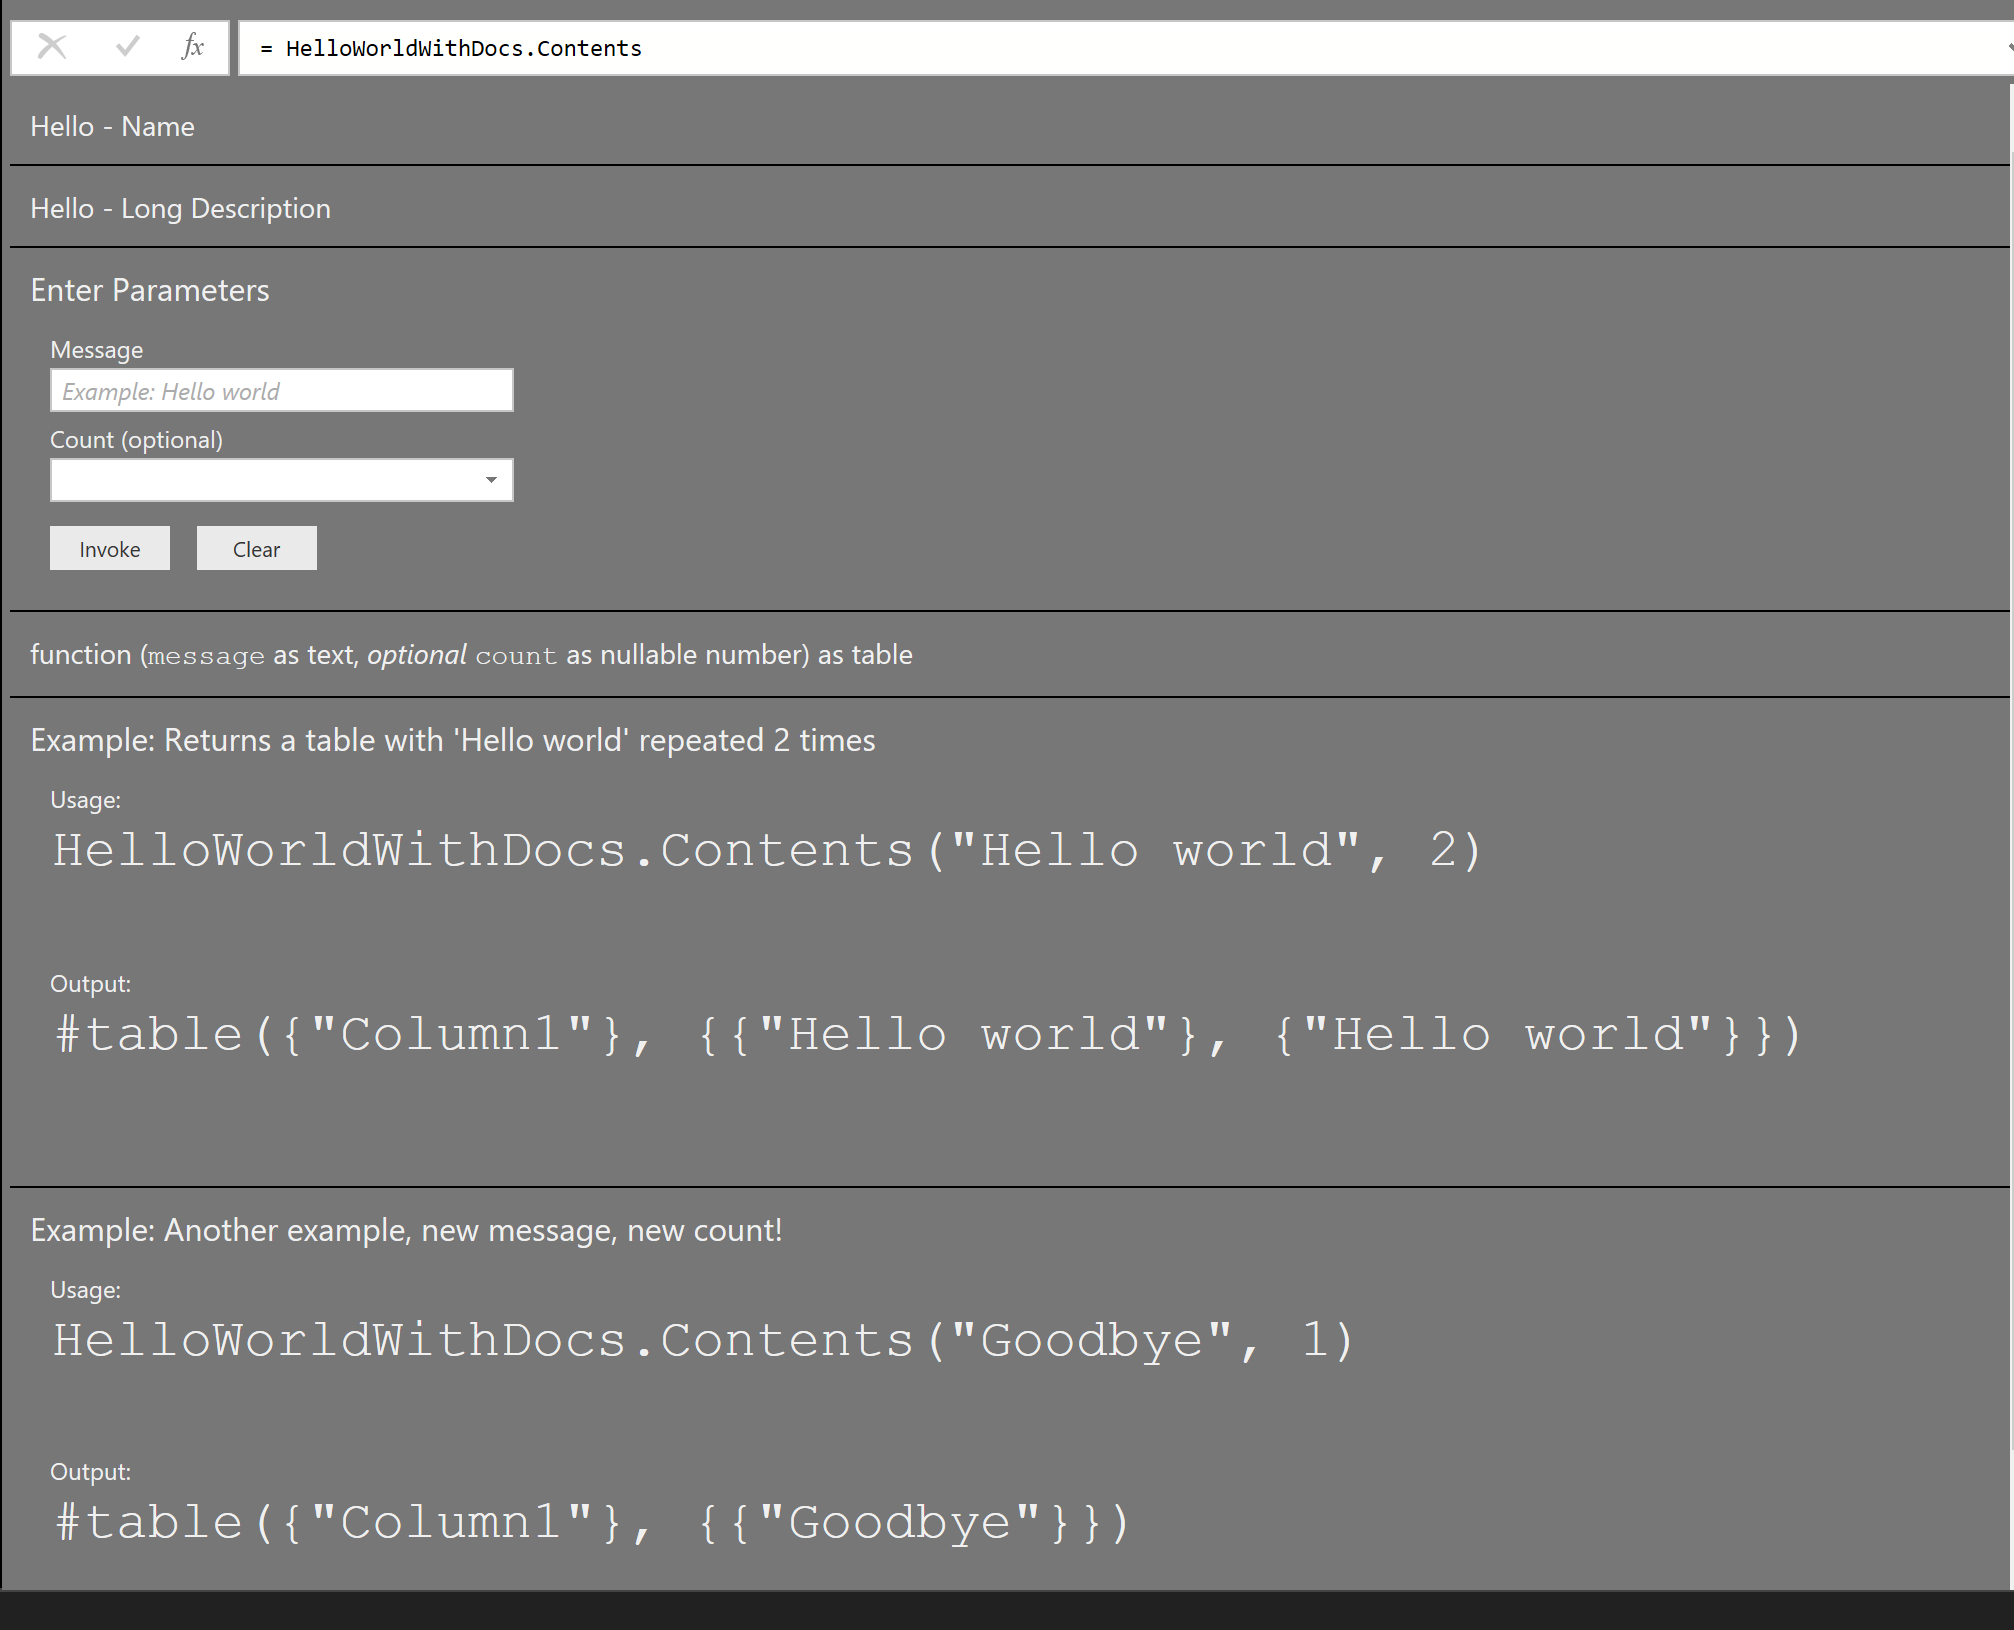 fx = HelloWorldWithDocs.Contents
Hello - Name
Hello - Long Description
Enter Parameters
Message
Example: Hello world
Count (optional)
Invoke Clear
function (message as text, optional count as nullable number) as table
Example: Returns a table with 'Hello world' repeated 2 times
Usage:
HelloWorldWithDocs.Contents("Hello world", 2)
Output:
#table({"Column1"}, {{"Hello world"}, {"Hello world"}})
Example: Another example, new message, new count!
Usage:
HelloWorldWithDocs.Contents("Goodbye", 1)
Output:
#table({"Column1"}, {{"Goodbye"}})